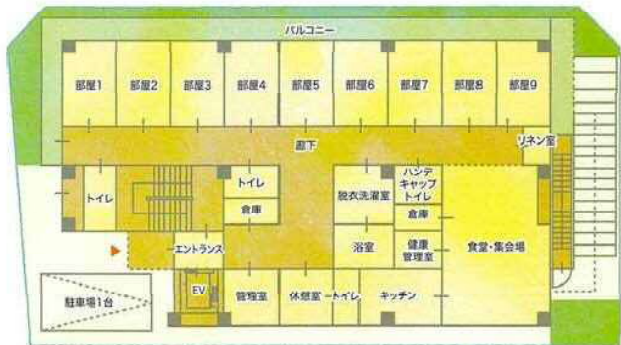 バルコニー
部屋1
部屋2
部屋3
部屋4
部屋5
部屋6
部屋7
部屋8
部屋9
廊下
リネン室
トイレ
トイレ
倉庫
脱衣洗濯室
ハンデ
キャップ
トイレ
倉庫
エントランス
浴室
健康
管理室
食堂・集会場
駐車場1台
EV
管理室
休憩室
トイレ
キッチン